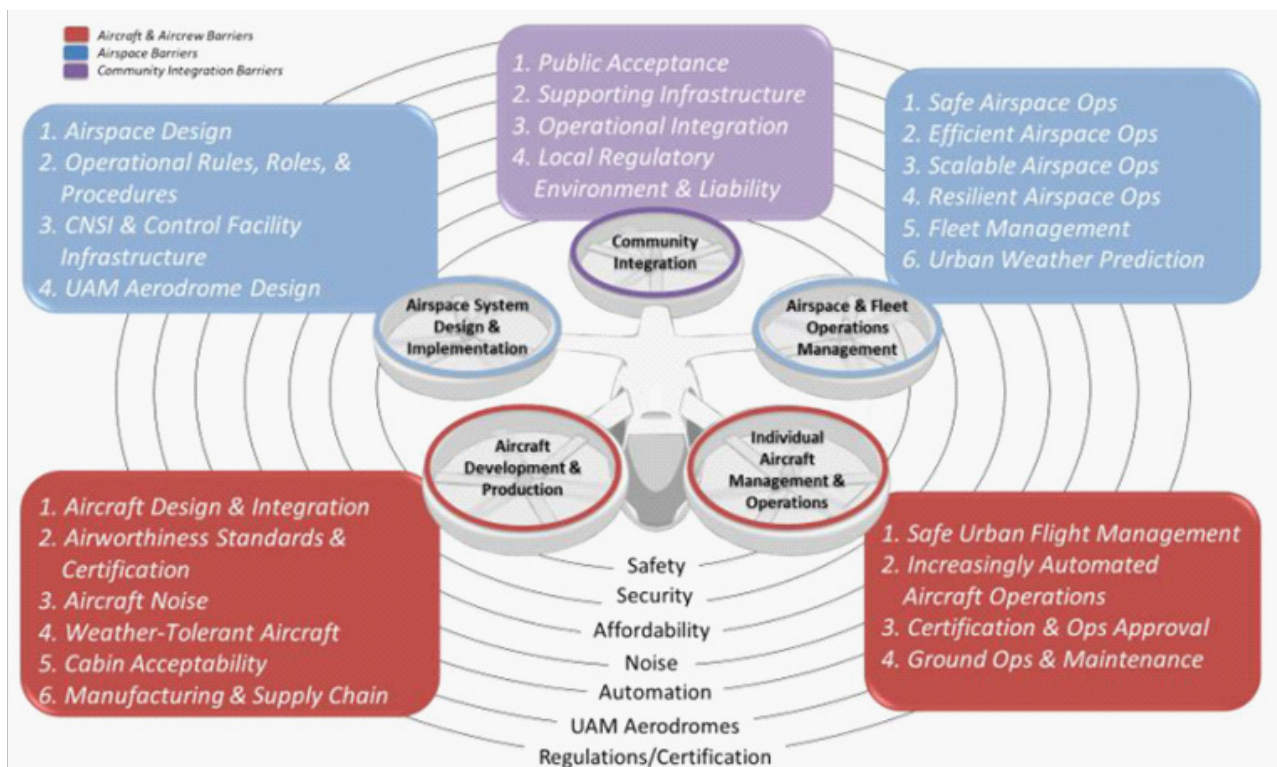 Aircraft & Aircrew Barriers
Airspace Barriers
Community Integration Barriers
1. Public Acceptance
2. Supporting Infrastructure
3. Operational Integration
4. Local Regulatory
Environment & Liability
1. Airspace Design
2. Operational Rules, Roles, &
Procedures
3. CNSI & Control Facility
Infrastructure
4. UAM Aerodrome Design
1. Safe Airspace Ops
2. Efficient Airspace Ops
3. Scalable Airspace Ops
4. Resilient Airspace Ops
5. Fleet Management
6. Urban Weather Prediction
Community
Integration
Airspace System
Design &
Implementation
Airspace & Fleet
Operations
Management
Aircraft
Development &
Production
Individual
Aircraft
Management &
Operations
1. Aircraft Design & Integration
2. Airworthiness Standards &
Certification
3. Aircraft Noise
4. Weather-Tolerant Aircraft
5. Cabin Acceptability
6. Manufacturing & Supply Chain
1. Safe Urban Flight Management
2. Increasingly Automated
Aircraft Operations
3. Certification & Ops Approval
4. Ground Ops & Maintenance
Safety
Security
Affordability
Noise
Automation
UAM Aerodromes
Regulations/Certification